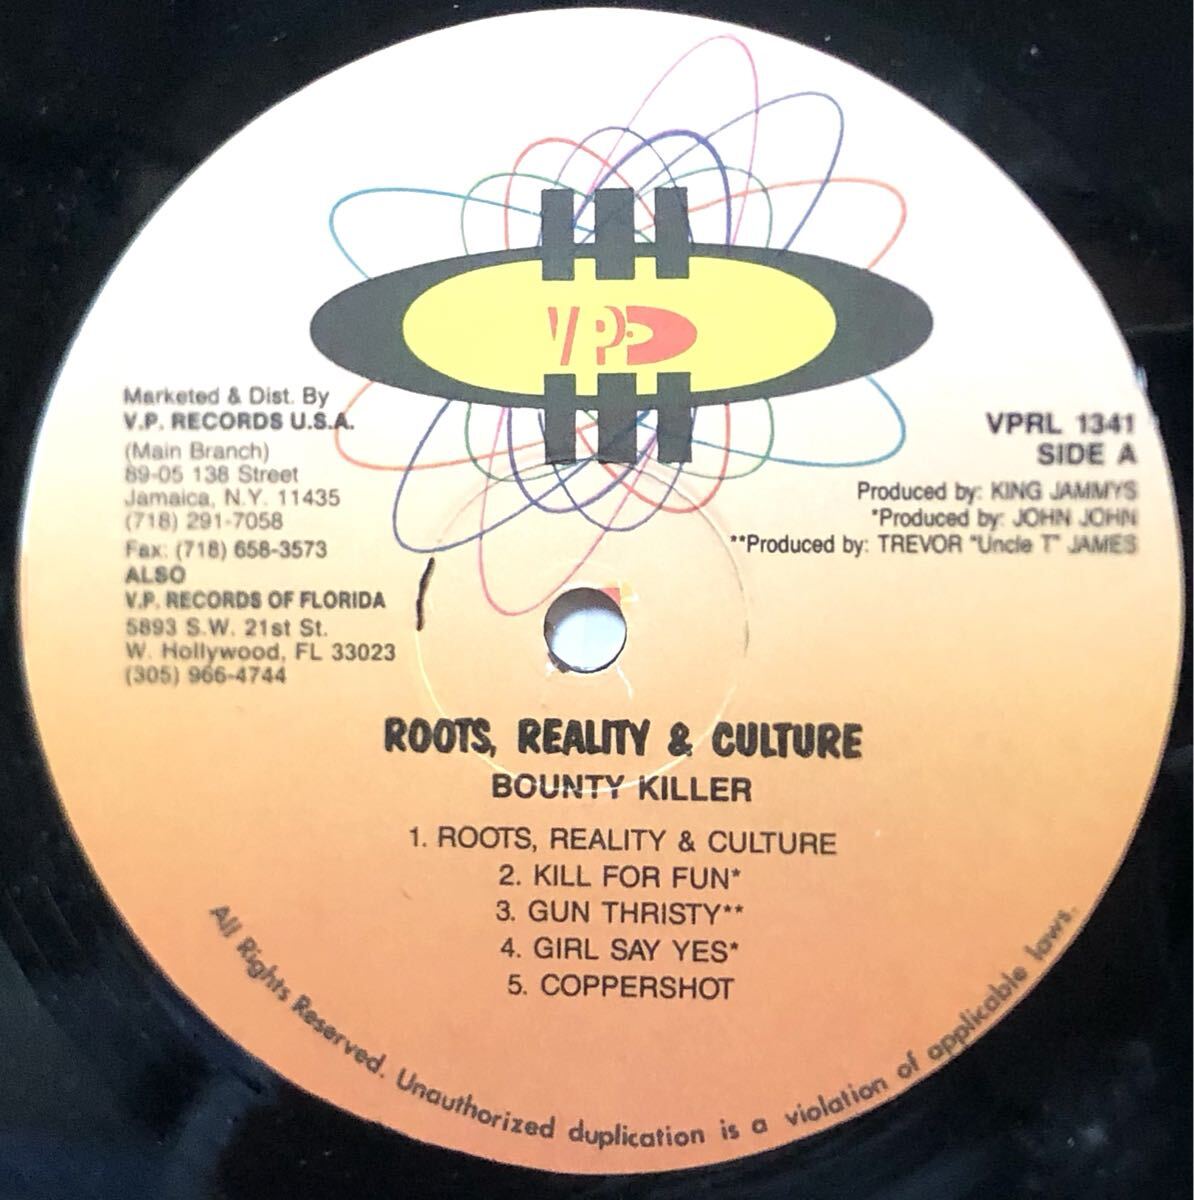 VP
Marketed & Dist. By
V.P. RECORDS U.S.A.
(Main Branch)
89-05 138 Street
Jamaica, N.Y. 11435
(718) 291-7058
Fax: (718) 658-3573
ALSO
V.P. RECORDS OF FLORIDA
5893 S.W. 21st St.
W. Hollywood, FL 33023
(305) 966-4744
VPRL 1341
SIDE A
Produced by: KING JAMMYS
*Produced by: JOHN JOHN
**Produced by: TREVOR "Uncle T" JAMES
ROOTS, REALITY & CULTURE
BOUNTY KILLER
1. ROOTS, REALITY & CULTURE
2. KILL FOR FUN*
3. GUN THRISTY**
4. GIRL SAY YES*
5. COPPERSHOT
All Rights Reserved. Unauthorized duplication is a violation of applicable laws.